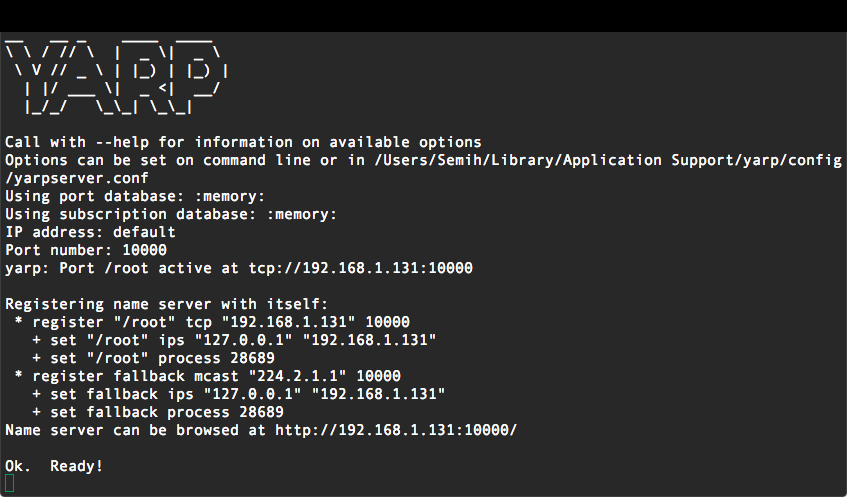 YARP
Call with --help for information on available options
Options can be set on command line or in /Users/Semih/Library/Application Support/yarp/config
/yarpserver.conf
Using port database: :memory:
Using subscription database: :memory:
IP address: default
Port number: 10000
yarp: Port /root active at tcp://192.168.1.131:10000
Registering name server with itself:
 * register "/root" tcp "192.168.1.131" 10000
   + set "/root" ips "127.0.0.1" "192.168.1.131"
   + set "/root" process 28689
 * register fallback mcast "224.2.1.1" 10000
   + set fallback ips "127.0.0.1" "192.168.1.131"
   + set fallback process 28689
Name server can be browsed at http://192.168.1.131:10000/
Ok.  Ready!